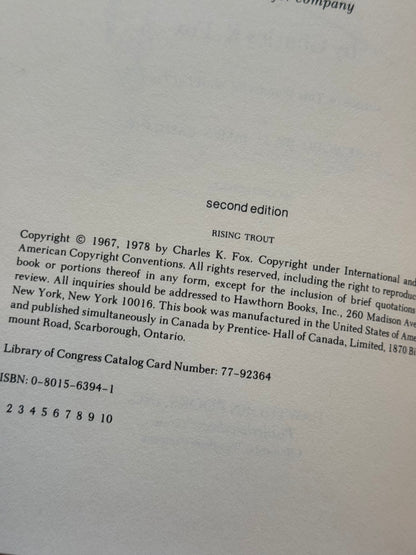 company
second edition
RISING TROUT
Copyright © 1967, 1978 by Charles K. Fox. Copyright under International and
American Copyright Conventions. All rights reserved, including the right to reproduc
book or portions thereof in any form, except for the inclusion of brief quotations
review. All inquiries should be addressed to Hawthorn Books, Inc., 260 Madison Ave
New York, New York 10016. This book was manufactured in the United States of Ame
and published simultaneously in Canada by Prentice- Hall of Canada, Limited, 1870 Bi
mount Road, Scarborough, Ontario.
Library of Congress Catalog Card Number: 77-92364
ISBN: 0-8015-6394-1
2 3 4 5 6 7 8 9 10